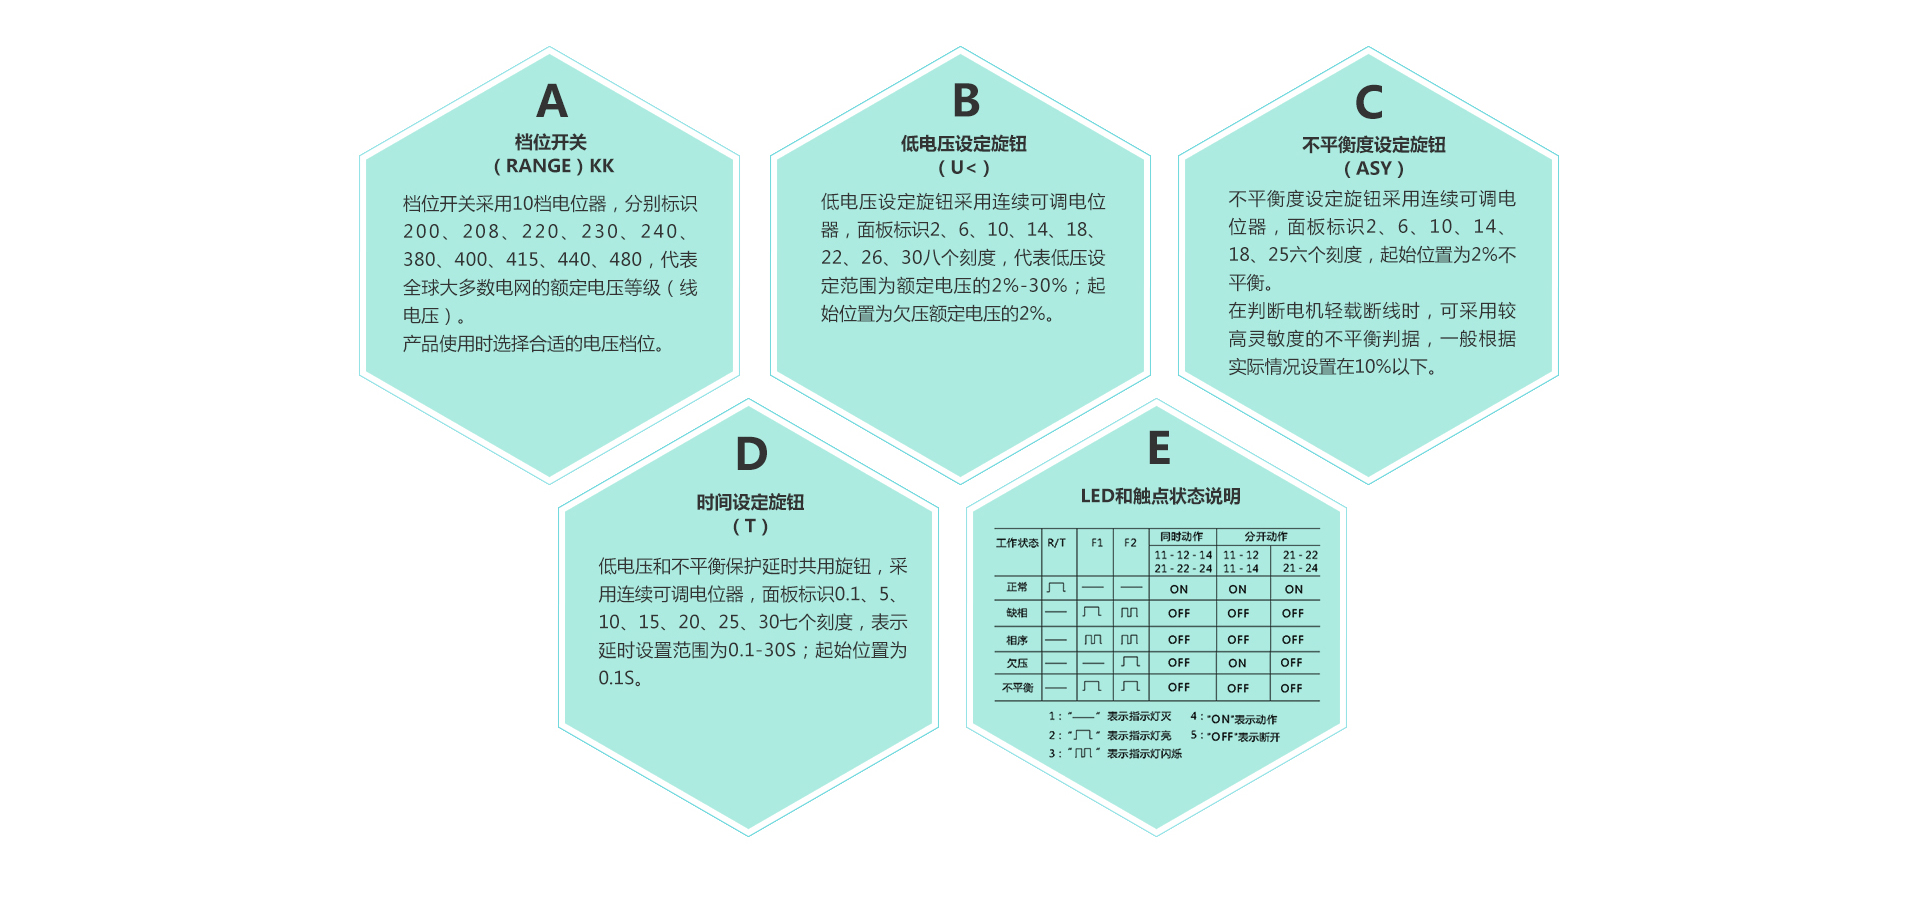 A
档位开关
（RANGE）KK
档位开关采用10档电位器，分别标识
200、208、220、230、240、
380、400、415、440、480，代表
全球大多数电网的额定电压等级（线
电压）。
产品使用时选择合适的电压档位。
B
低电压设定旋钮
（U<）
低电压设定旋钮采用连续可调电位
器，面板标识2、6、10、14、18、
22、26、30八个刻度，代表低压设
定范围为额定电压的2%-30%；起
始位置为欠压额定电压的2%。
C
不平衡度设定旋钮
（ASY）
不平衡度设定旋钮采用连续可调电
位器，面板标识2、6、10、14、
18、25六个刻度，起始位置为2%不
平衡。
在判断电机轻载断线时，可采用较
高灵敏度的不平衡判据，一般根据
实际情况设置在10%以下。
D
时间设定旋钮
（T）
低电压和不平衡保护延时共用旋钮，采
用连续可调电位器，面板标识0.1、5、
10、15、20、25、30七个刻度，表示
延时设置范围为0.1-30S；起始位置为
0.1S。
E
LED和触点状态说明
工作状态 R/T F1 F2 同时动作 分开动作
11-12-14 11-12 21-22
21-22-24 11-14 21-24
正常 ON ON ON
缺相 OFF OFF OFF
相序 OFF OFF OFF
欠压 OFF ON OFF
不平衡 OFF OFF OFF
1：“——” 表示指示灯灭 4：“ON”表示动作
2：“ ” 表示指示灯亮 5：“OFF”表示断开
3：“ ” 表示指示灯闪烁